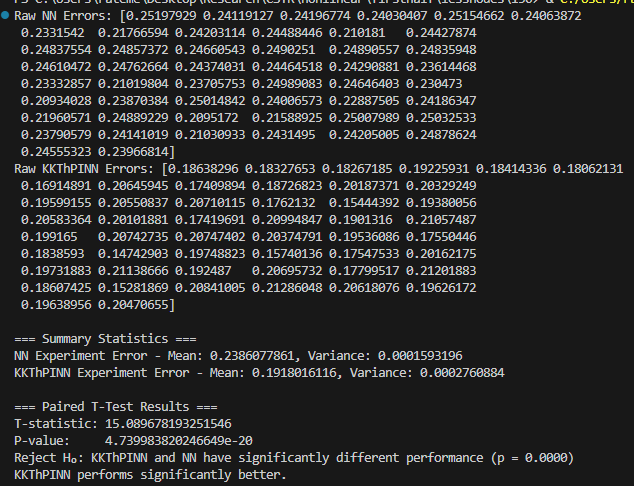 Raw NN Errors: [0.25197929 0.24119127 0.24196774 0.24030407 0.25154662 0.24063872
0.2331542  0.21766594 0.24203114 0.24488446 0.210181   0.24427874
0.24837554 0.24857372 0.24660543 0.2490251  0.24890557 0.24835948
0.24610472 0.24762664 0.24374031 0.24464518 0.24290881 0.23614468
0.23332857 0.21019804 0.23705753 0.24989083 0.24646403 0.230473
0.20934028 0.23870384 0.25014842 0.24006573 0.22887505 0.24186347
0.21960571 0.24889229 0.2095172  0.21588925 0.25007989 0.25032533
0.23790579 0.24141019 0.21030933 0.2431495  0.24205005 0.24878624
0.24555323 0.23966814]
Raw KKThPINN Errors: [0.18638296 0.18327653 0.18267185 0.19225931 0.18414336 0.18062131
0.16914891 0.20645945 0.17409894 0.18726823 0.20187371 0.20329249
0.19599155 0.20550837 0.20710115 0.1762132  0.15444392 0.19380056
0.20583364 0.20101881 0.17419691 0.20994847 0.1901316  0.21057487
0.199165   0.20742735 0.20747402 0.20374791 0.19536086 0.17550446
0.1838593  0.14742903 0.19748823 0.15740136 0.17547533 0.20162175
0.19731883 0.21138666 0.192487   0.20695732 0.17799517 0.21201883
0.18607425 0.15281869 0.20841005 0.21286048 0.20618076 0.19626172
0.19638956 0.20470655]
=== Summary Statistics ===
NN Experiment Error - Mean: 0.2386077861, Variance: 0.0001593196
KKThPINN Experiment Error - Mean: 0.1918016116, Variance: 0.0002760884
=== Paired T-Test Results ===
T-statistic: 15.089678193251546
P-value:     4.739983820246649e-20
Reject H₀: KKThPINN and NN have significantly different performance (p = 0.0000)
KKThPINN performs significantly better.